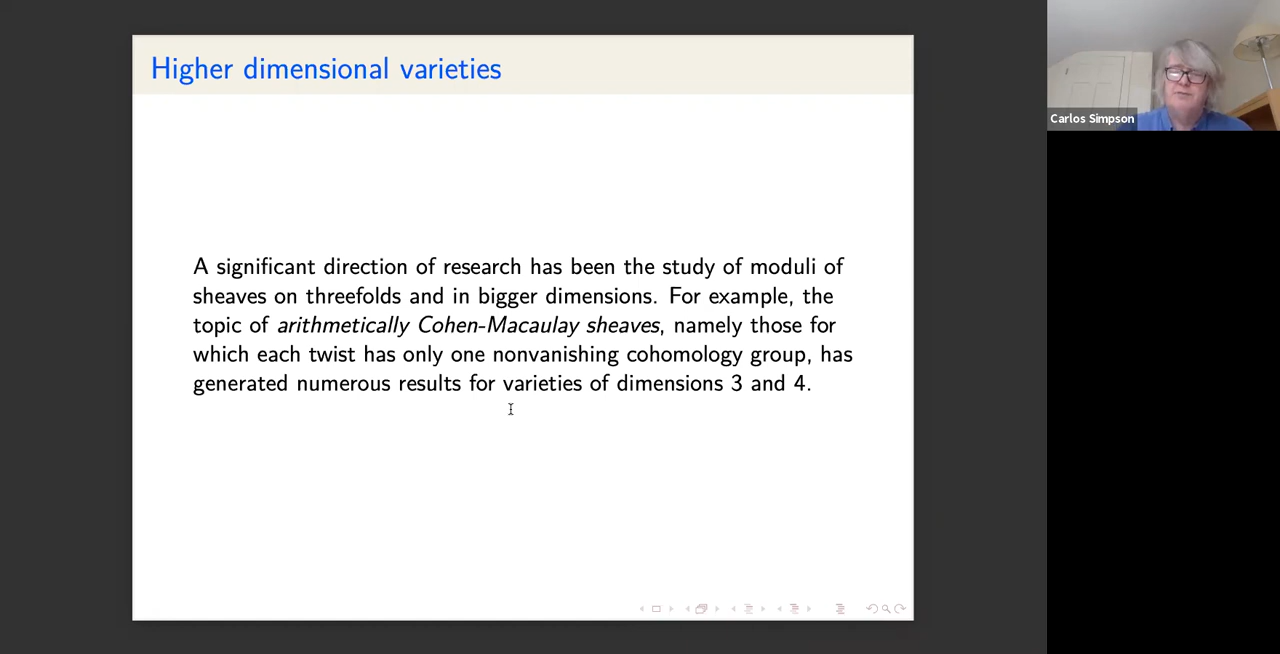 Higher dimensional varieties
A significant direction of research has been the study of moduli of
sheaves on threefolds and in bigger dimensions. For example, the
topic of arithmetically Cohen-Macaulay sheaves, namely those for
which each twist has only one nonvanishing cohomology group, has
generated numerous results for varieties of dimensions 3 and 4.
Carlos Simpson